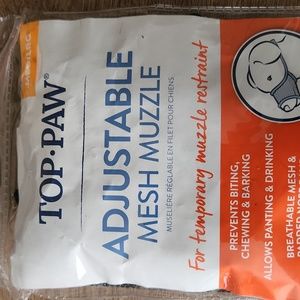 TOP•PAW®
ADJUSTABLE
MESH MUZZLE
MUSELIÈRE RÉGLABLE EN FILET POUR CHIENS
For temporary muzzle restraint
PREVENTS BITING,
CHEWING & BARKING
ALLOWS PANTING & DRINKING
BREATHABLE MESH &